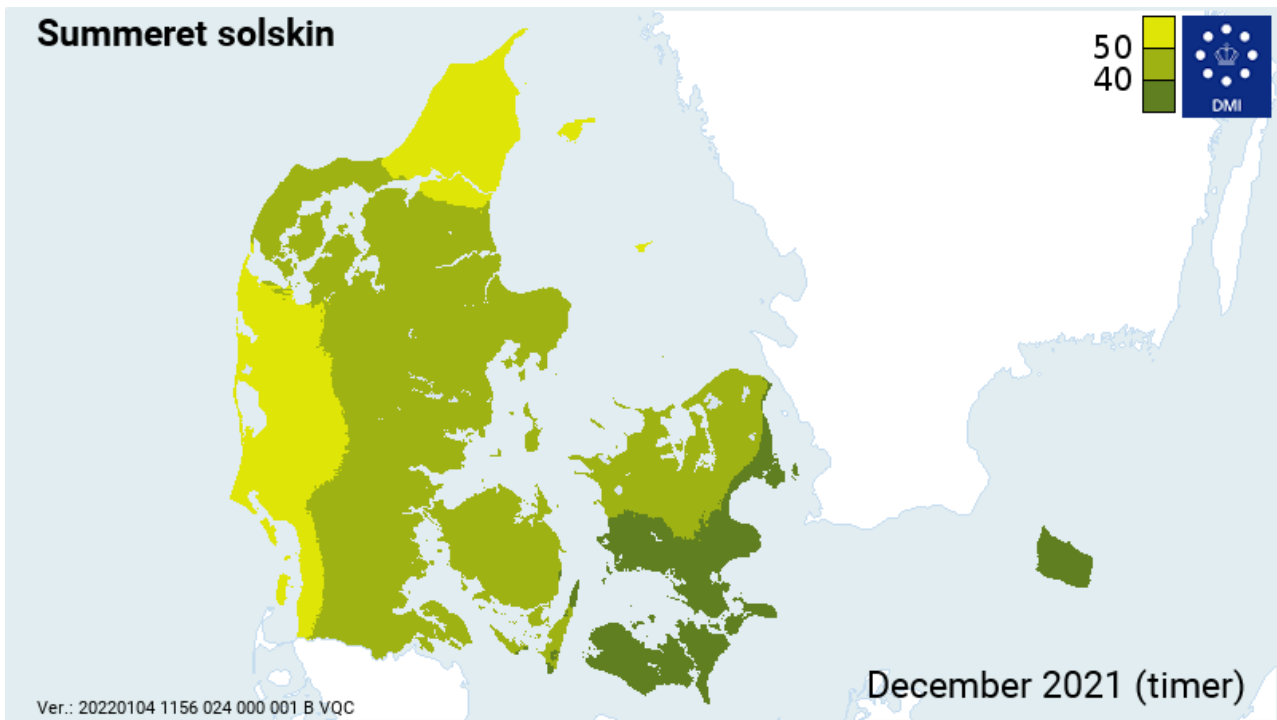 Summeret solskin
50
40
DMI
December 2021 (timer)
Ver.: 20220104 1156 024 000 001 B VQC